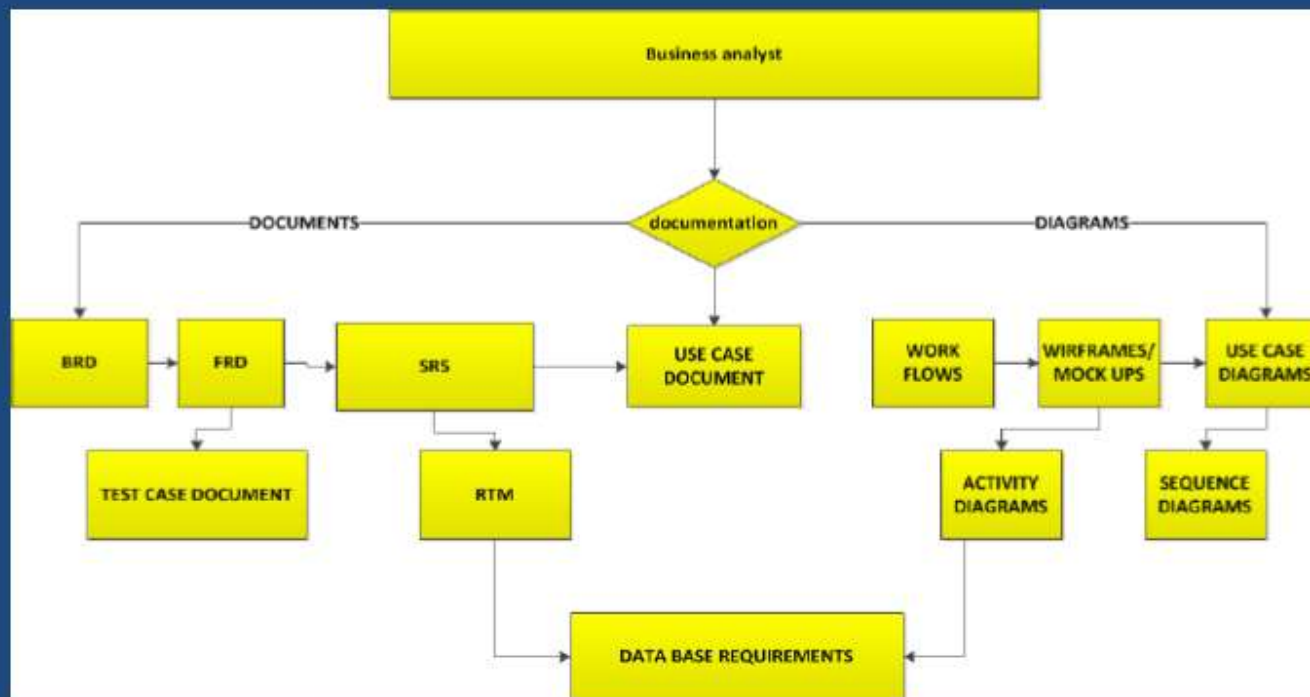 Business analyst
DOCUMENTS
documentation
DIAGRAMS
BRD
FRD
SRS
USE CASE
DOCUMENT
WORK
FLOWS
WIRFRAMES/
MOCK UPS
USE CASE
DIAGRAMS
TEST CASE DOCUMENT
RTM
ACTIVITY
DIAGRAMS
SEQUENCE
DIAGRAMS
DATA BASE REQUIREMENTS